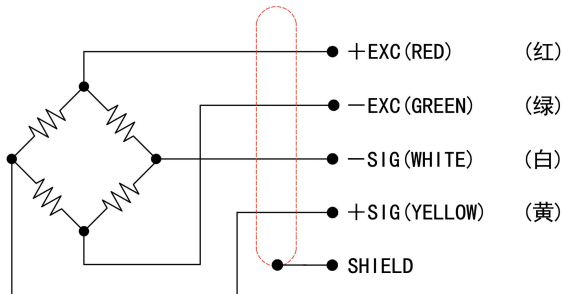 +EXC(RED) (红)
−EXC(GREEN) (绿)
−SIG(WHITE) (白)
+SIG(YELLOW) (黄)
SHIELD